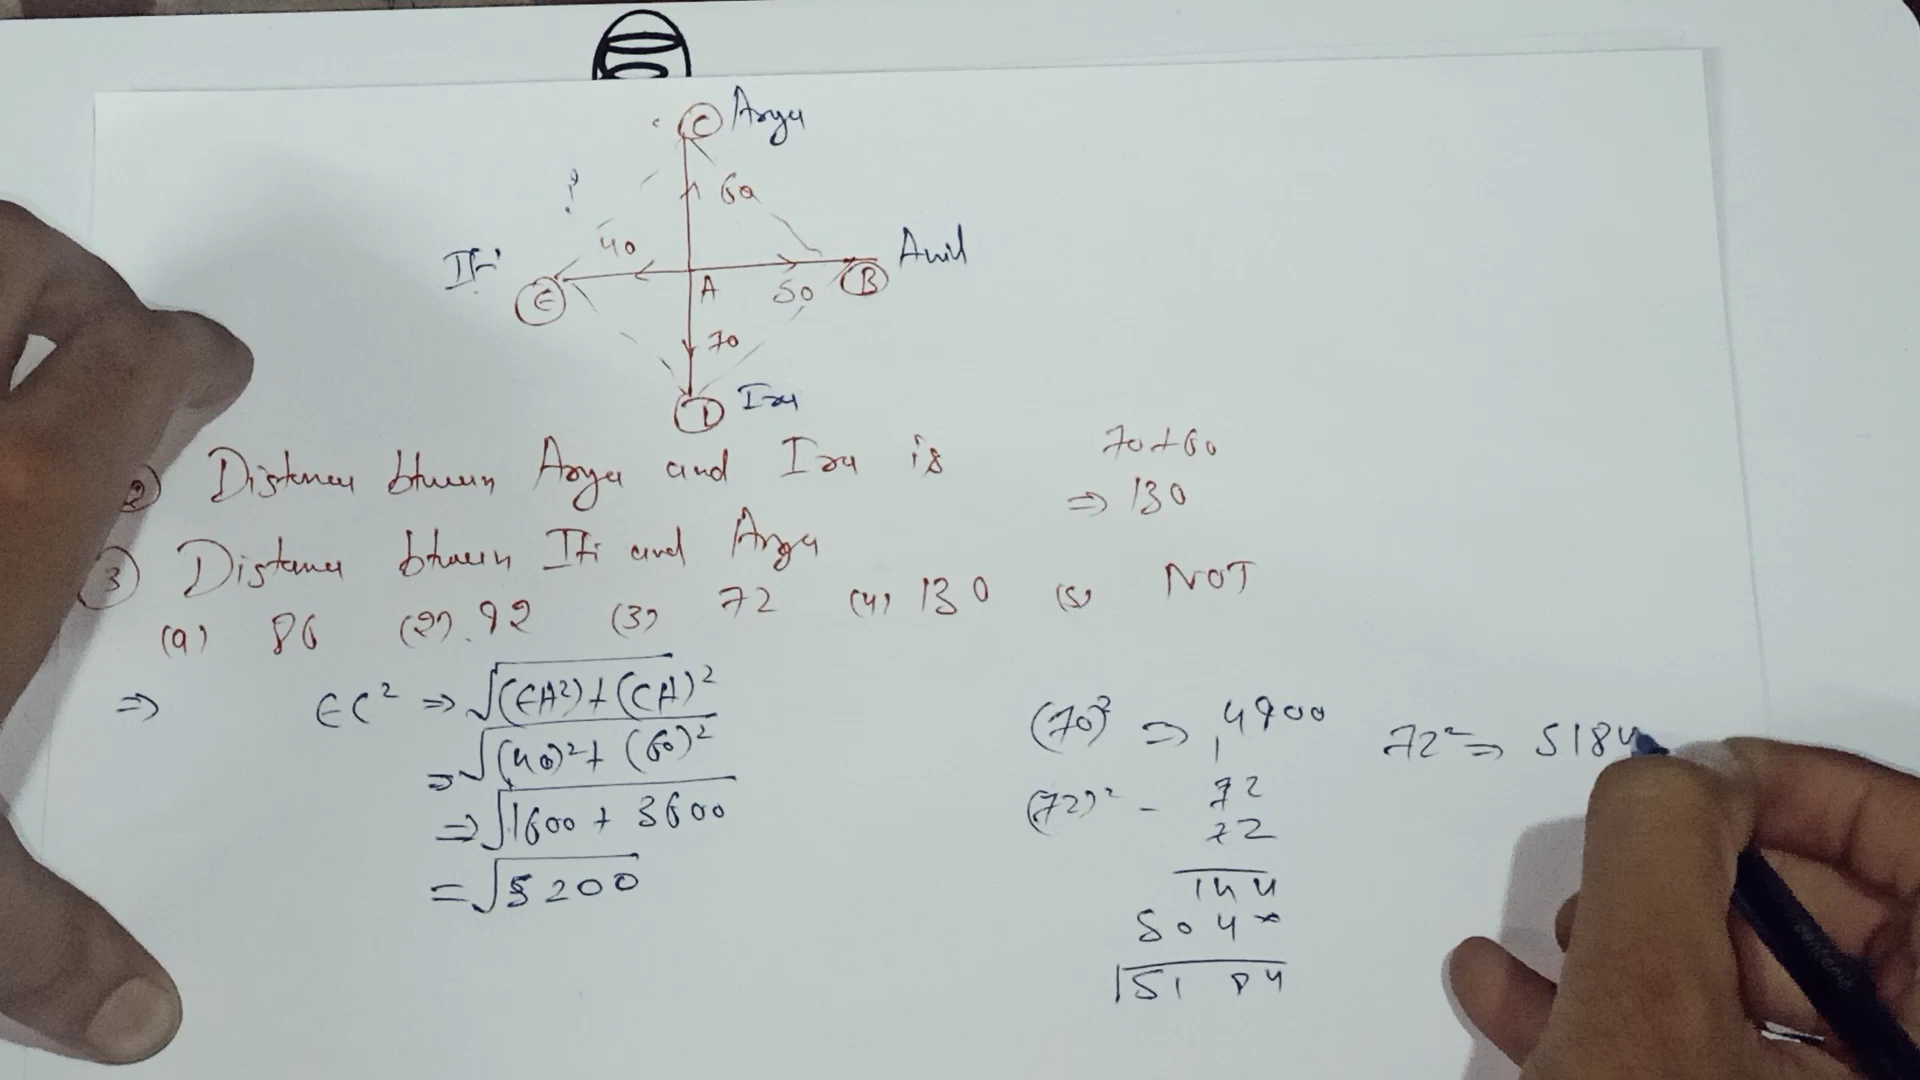 C Arya
?
60
Iti
40
Anil
E
A
50
B
70
D Ira
2) Distance between Arya and Ira is
70+60
⇒ 130
3) Distance between Iti and Arya
(a) 86 (2). 92 (3) 72 (4) 130 (5) NOT
⇒ EC² ⇒ √(EA²)+(CA)²
⇒ √(40)²+(60)²
⇒ √1600 + 3600
= √5200
(70)² ⇒ 4900
72² ⇒ 5184
(72)² - 72
72
144
504×
5184